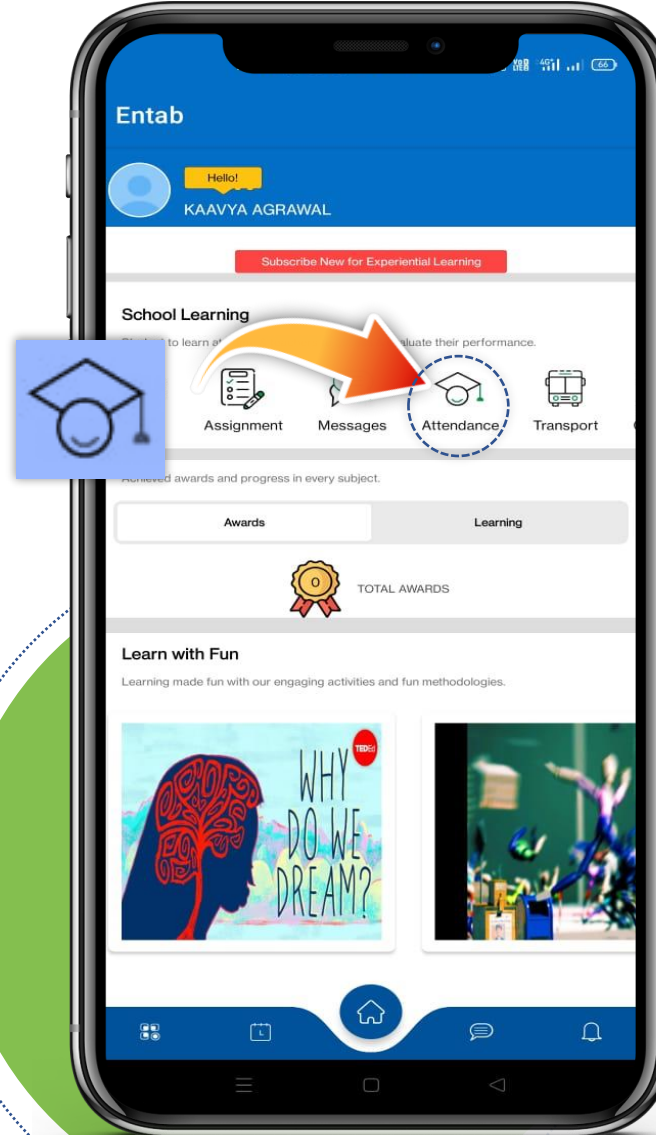 66
Entab
Hello!
KAAVYA AGRAWAL
Subscribe New for Experiential Learning
School Learning
to learn
their performance.
Assignment Messages Attendance Transport
awards and progress in every subject.
Awards Learning
0 TOTAL AWARDS
Learn with Fun
Learning made fun with our engaging activities and fun methodologies.
TEDEd
WHY
DO WE
DREAM?
L